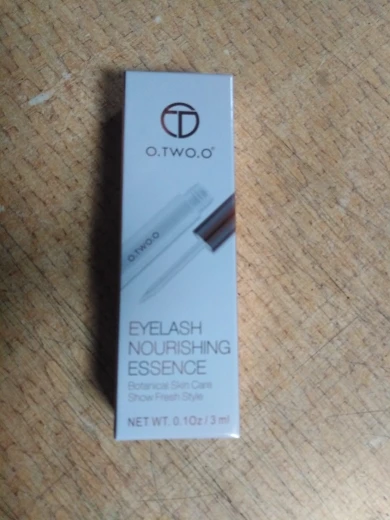 O.TWO.O®
O.TWO.O
EYELASH
NOURISHING
ESSENCE
Botanical Skin Care
Show Fresh Style
NET WT. 0.1Oz / 3 ml